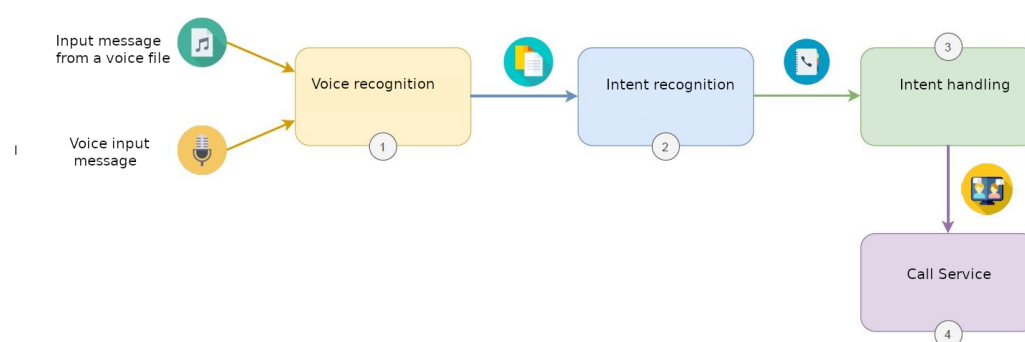 Input message
from a voice file
Voice input
message
I
Voice recognition
1
Intent recognition
2
3
Intent handling
Call Service
4